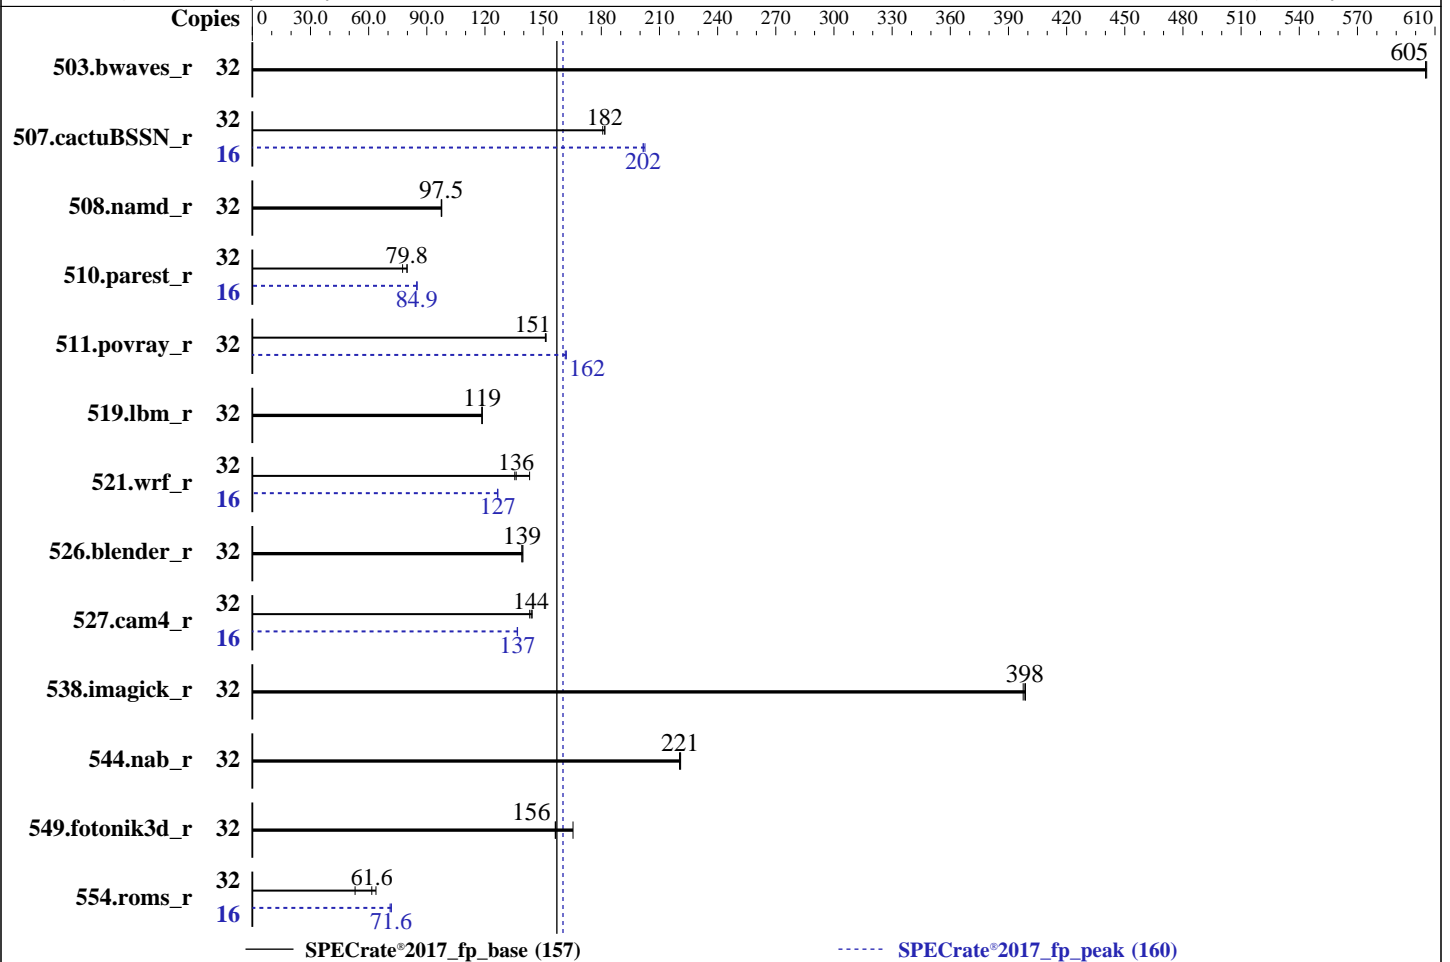 Copies 0 30.0 60.0 90.0 120 150 180 210 240 270 300 330 360 390 420 450 480 510 540 570 610
503.bwaves_r 32 605
507.cactuBSSN_r 32 182
16 202
508.namd_r 32 97.5
510.parest_r 32 79.8
16 84.9
511.povray_r 32 151
162
519.lbm_r 32 119
521.wrf_r 32 136
16 127
526.blender_r 32 139
527.cam4_r 32 144
16 137
538.imagick_r 32 398
544.nab_r 32 221
549.fotonik3d_r 32 156
554.roms_r 32 61.6
16 71.6
SPECrate®2017_fp_base (157) SPECrate®2017_fp_peak (160)